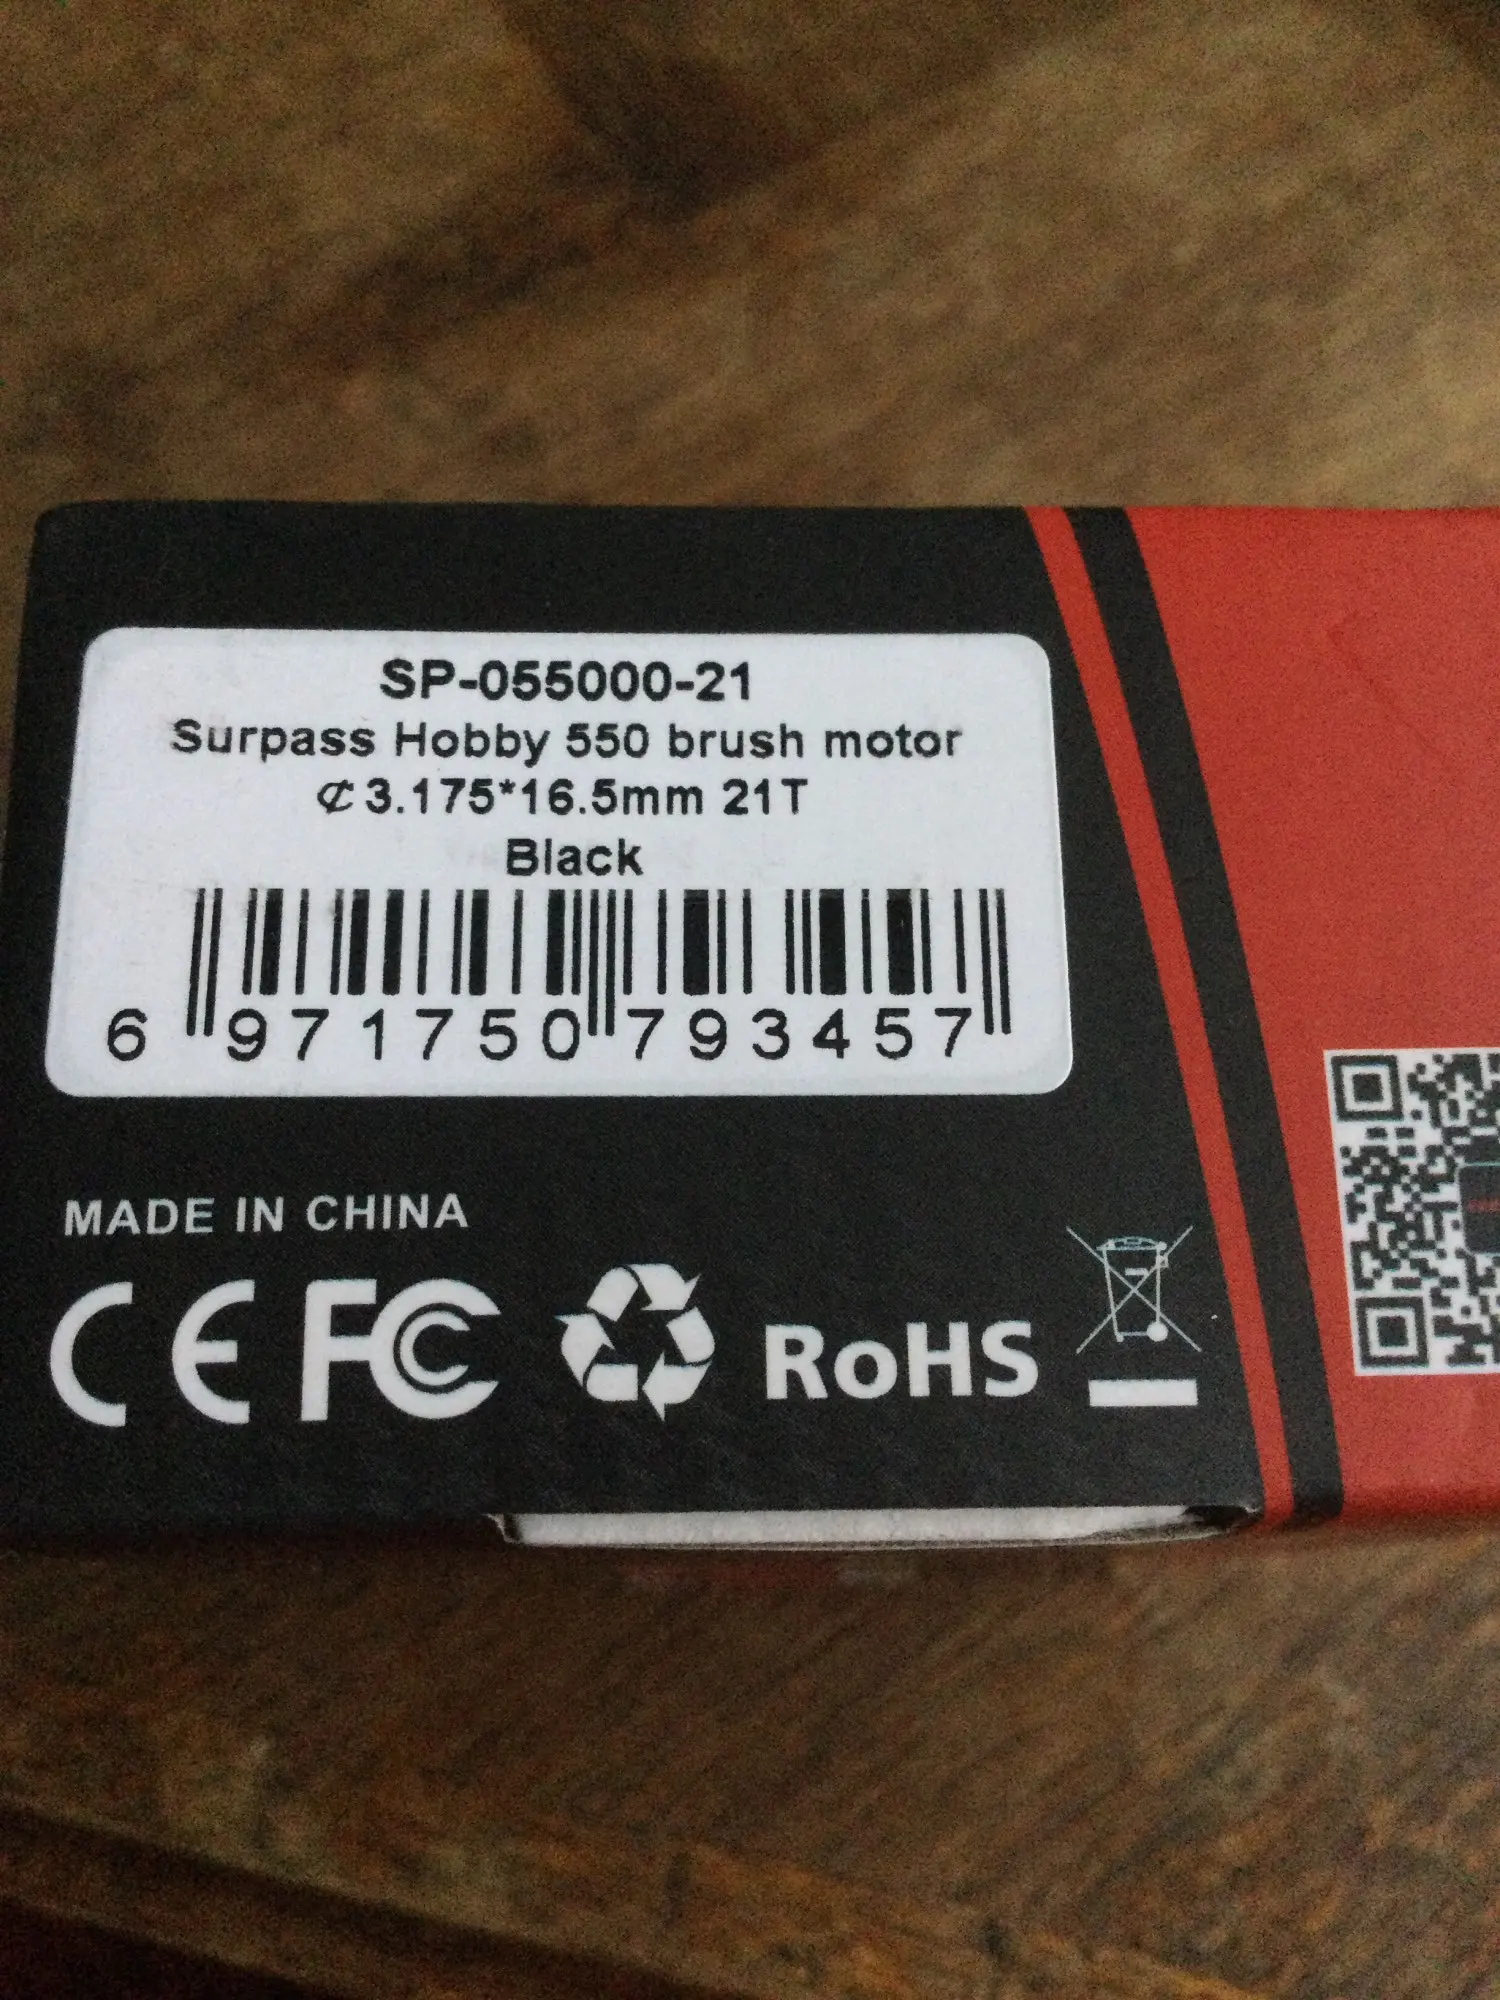 SP-055000-21
Surpass Hobby 550 brush motor
₡ 3.175*16.5mm 21T
Black
6 971750 793457
MADE IN CHINA
CE FC RoHS